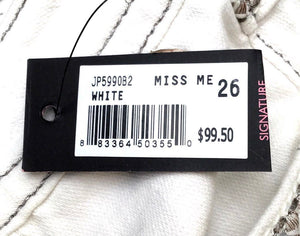 JP5990B2 MISS ME 26
WHITE
8 83364 50355 0
$99.50
SIGNATURE